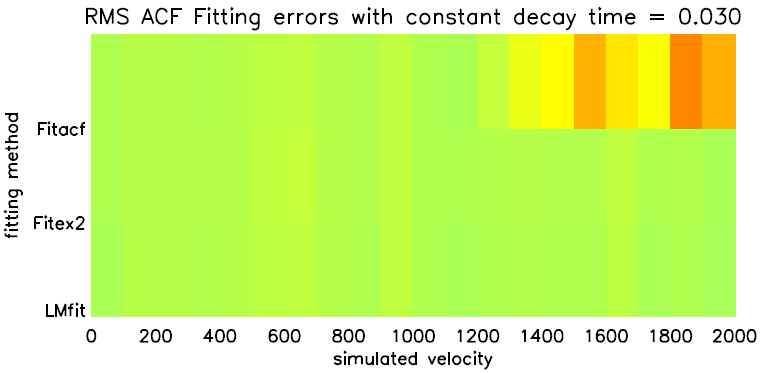 RMS ACF Fitting errors with constant decay time = 0.030
fitting method
Fitacf
Fitex2
LMfit
0 200 400 600 800 1000 1200 1400 1600 1800 2000
simulated velocity